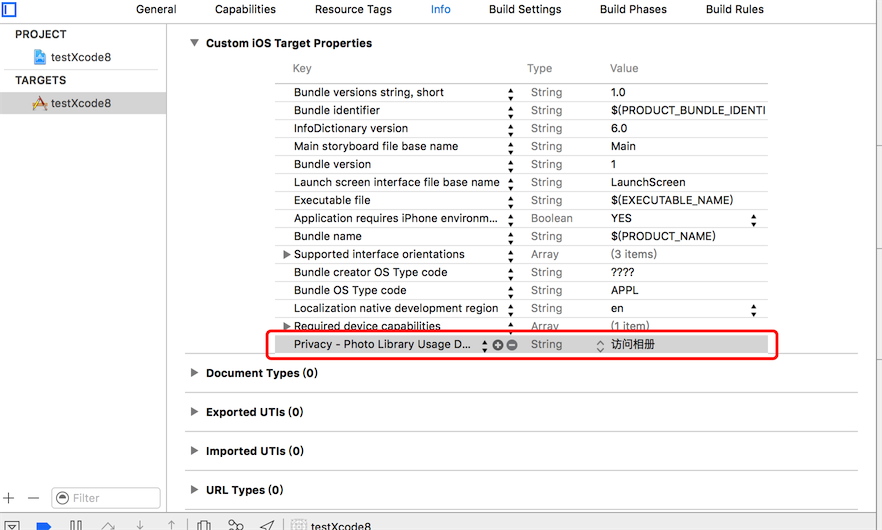 General Capabilities Resource Tags Info Build Settings Build Phases Build Rules
PROJECT
testXcode8
TARGETS
testXcode8
Custom iOS Target Properties
Key Type Value
Bundle versions string, short String 1.0
Bundle identifier String $(PRODUCT_BUNDLE_IDENTI
InfoDictionary version String 6.0
Main storyboard file base name String Main
Bundle version String 1
Launch screen interface file base name String LaunchScreen
Executable file String $(EXECUTABLE_NAME)
Application requires iPhone environm... Boolean YES
Bundle name String $(PRODUCT_NAME)
Supported interface orientations Array (3 items)
Bundle creator OS Type code String ????
Bundle OS Type code String APPL
Localization native development region String en
Required device capabilities Array (1 item)
Privacy - Photo Library Usage D... String 访问相册
Document Types (0)
Exported UTIs (0)
Imported UTIs (0)
URL Types (0)
Filter
testXcode8